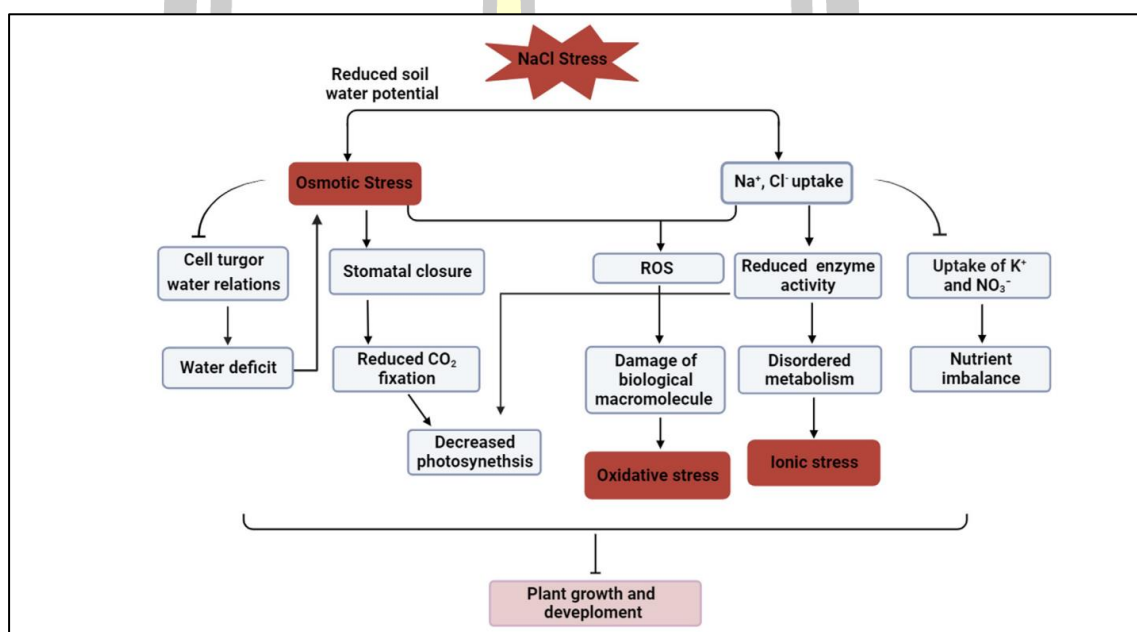 NaCl Stress
Reduced soil
water potential
Osmotic Stress
Na⁺, Cl⁻ uptake
Cell turgor
water relations
Stomatal closure
ROS
Reduced enzyme
activity
Uptake of K⁺
and NO₃⁻
Water deficit
Reduced CO₂
fixation
Damage of
biological
macromolecule
Disordered
metabolism
Nutrient
imbalance
Decreased
photosynethsis
Oxidative stress
Ionic stress
Plant growth and
deveploment